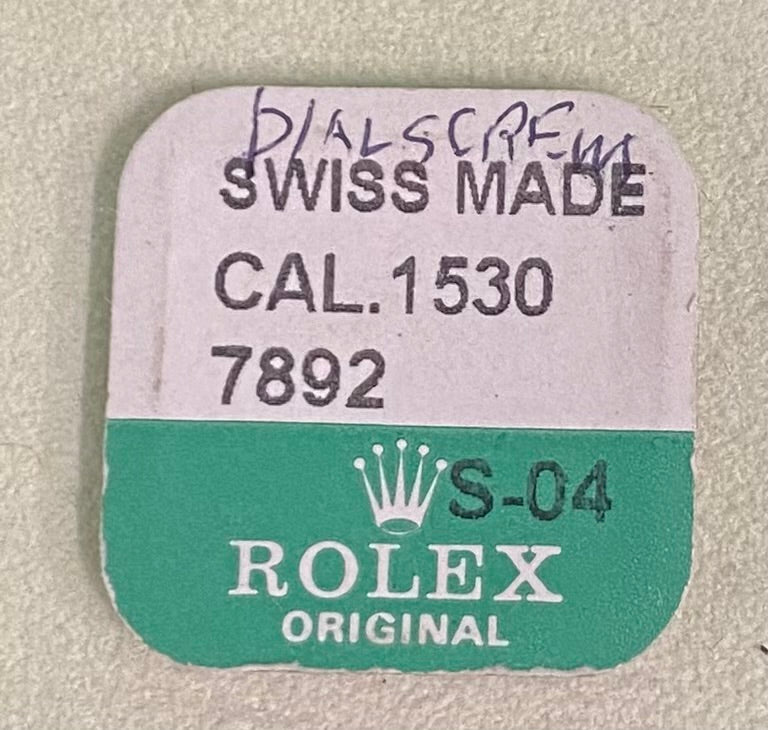 DIALSCREW
SWISS MADE
CAL.1530
7892
S-04
ROLEX
ORIGINAL